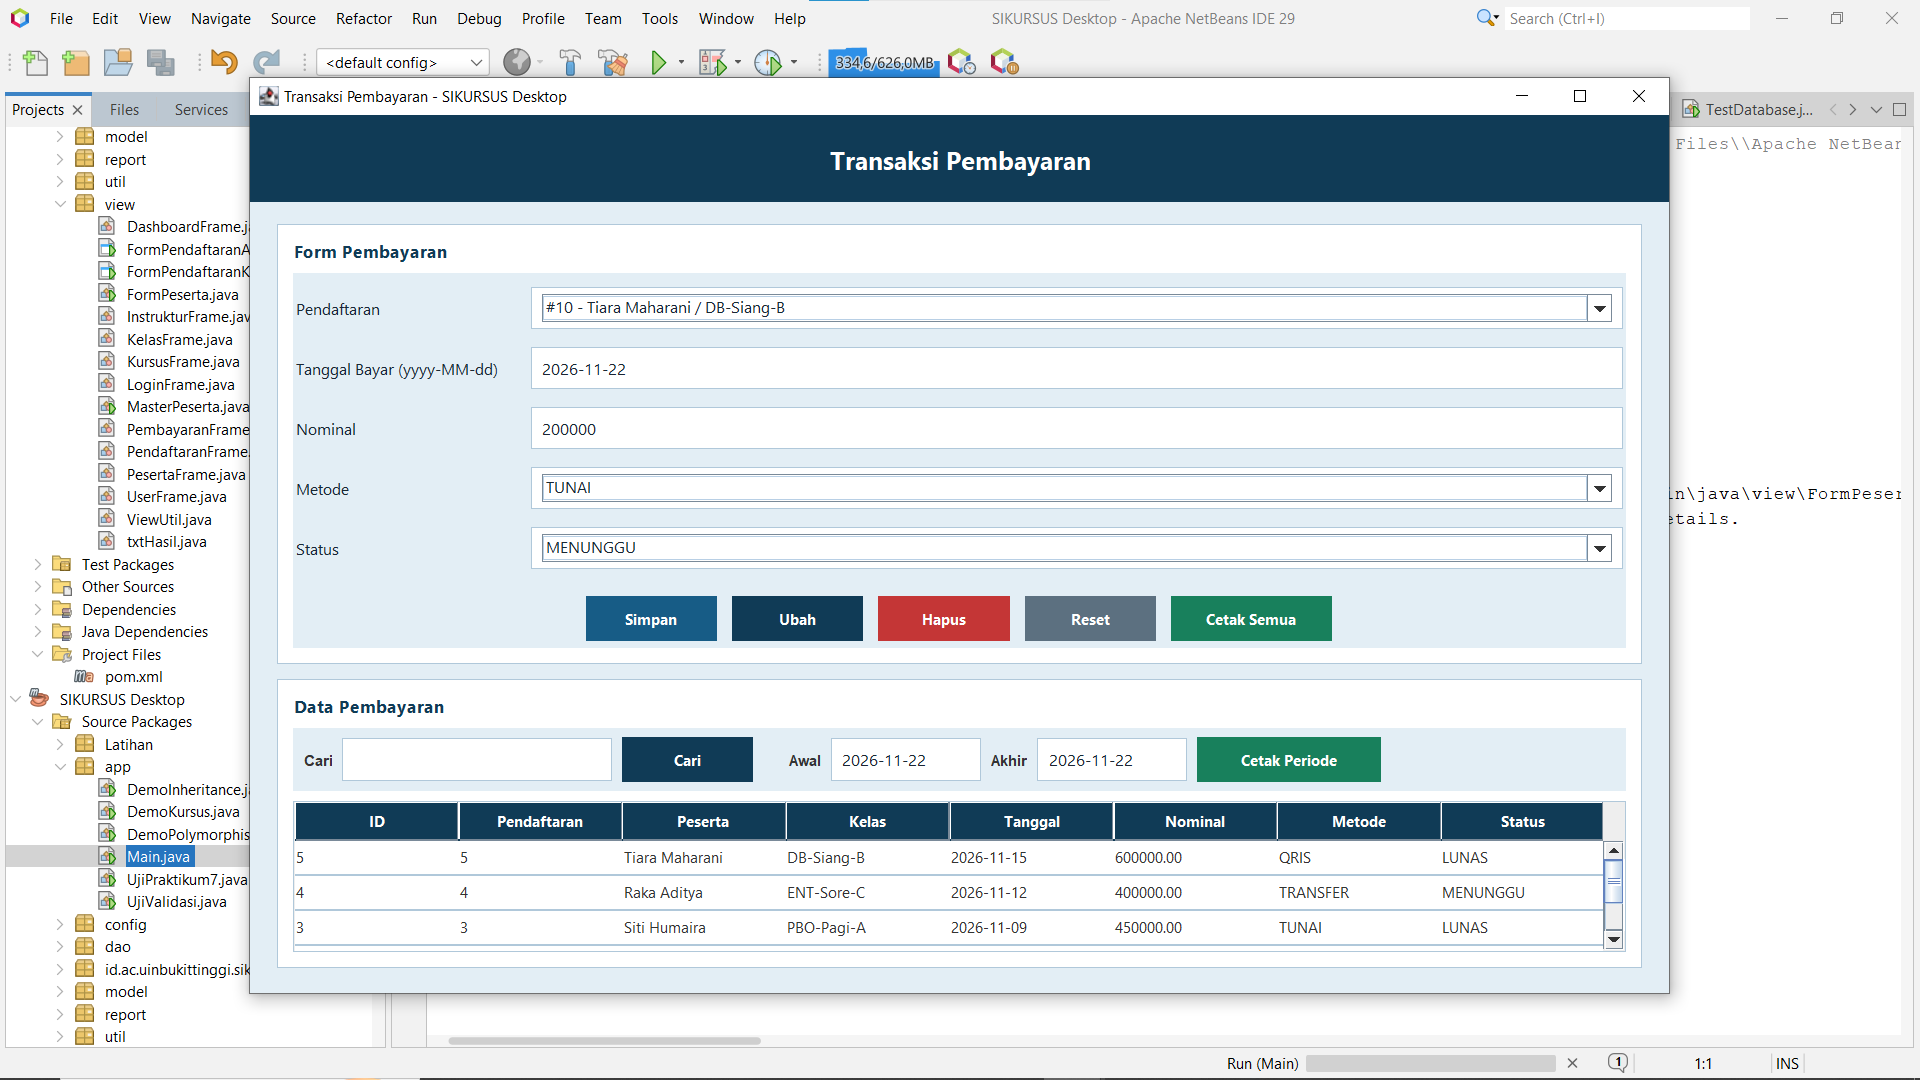 File Edit View Navigate Source Refactor Run Debug Profile Team Tools Window Help
SIKURSUS Desktop - Apache NetBeans IDE 29
Search (Ctrl+I)
<default config>
334,6/626,0MB
Projects
Files
Services
TestDatabase.j...
model
report
util
view
DashboardFrame.j
FormPendaftaranA
FormPendaftaranK
FormPeserta.java
InstrukturFrame.jav
KelasFrame.java
KursusFrame.java
LoginFrame.java
MasterPeserta.java
PembayaranFrame
PendaftaranFrame.
PesertaFrame.java
UserFrame.java
ViewUtil.java
txtHasil.java
Test Packages
Other Sources
Dependencies
Java Dependencies
Project Files
pom.xml
SIKURSUS Desktop
Source Packages
Latihan
app
DemoInheritance.j
DemoKursus.java
DemoPolymorphis
Main.java
UjiPraktikum7.java
UjiValidasi.java
config
dao
id.ac.uinbukittinggi.sik
model
report
util
Transaksi Pembayaran - SIKURSUS Desktop
Transaksi Pembayaran
Form Pembayaran
Pendaftaran #10 - Tiara Maharani / DB-Siang-B
Tanggal Bayar (yyyy-MM-dd) 2026-11-22
Nominal 200000
Metode TUNAI
Status MENUNGGU
Simpan Ubah Hapus Reset Cetak Semua
Data Pembayaran
Cari Cari Awal 2026-11-22 Akhir 2026-11-22 Cetak Periode
ID Pendaftaran Peserta Kelas Tanggal Nominal Metode Status
5 5 Tiara Maharani DB-Siang-B 2026-11-15 600000.00 QRIS LUNAS
4 4 Raka Aditya ENT-Sore-C 2026-11-12 400000.00 TRANSFER MENUNGGU
3 3 Siti Humaira PBO-Pagi-A 2026-11-09 450000.00 TUNAI LUNAS
Files\\Apache NetBear
in\java\view\FormPeser
etails.
Run (Main)
1
1:1
INS